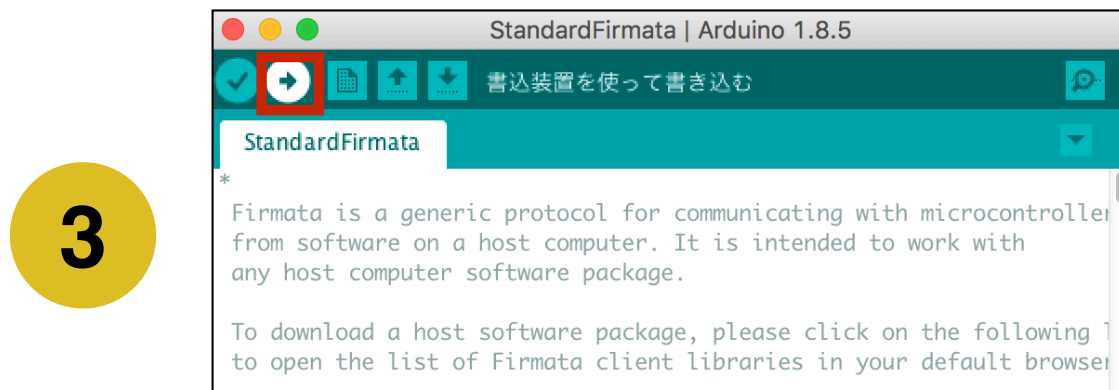 StandardFirmata | Arduino 1.8.5
書込装置を使って書き込む
StandardFirmata
3
*
Firmata is a generic protocol for communicating with microcontroller
from software on a host computer. It is intended to work with
any host computer software package.
To download a host software package, please click on the following
to open the list of Firmata client libraries in your default browser